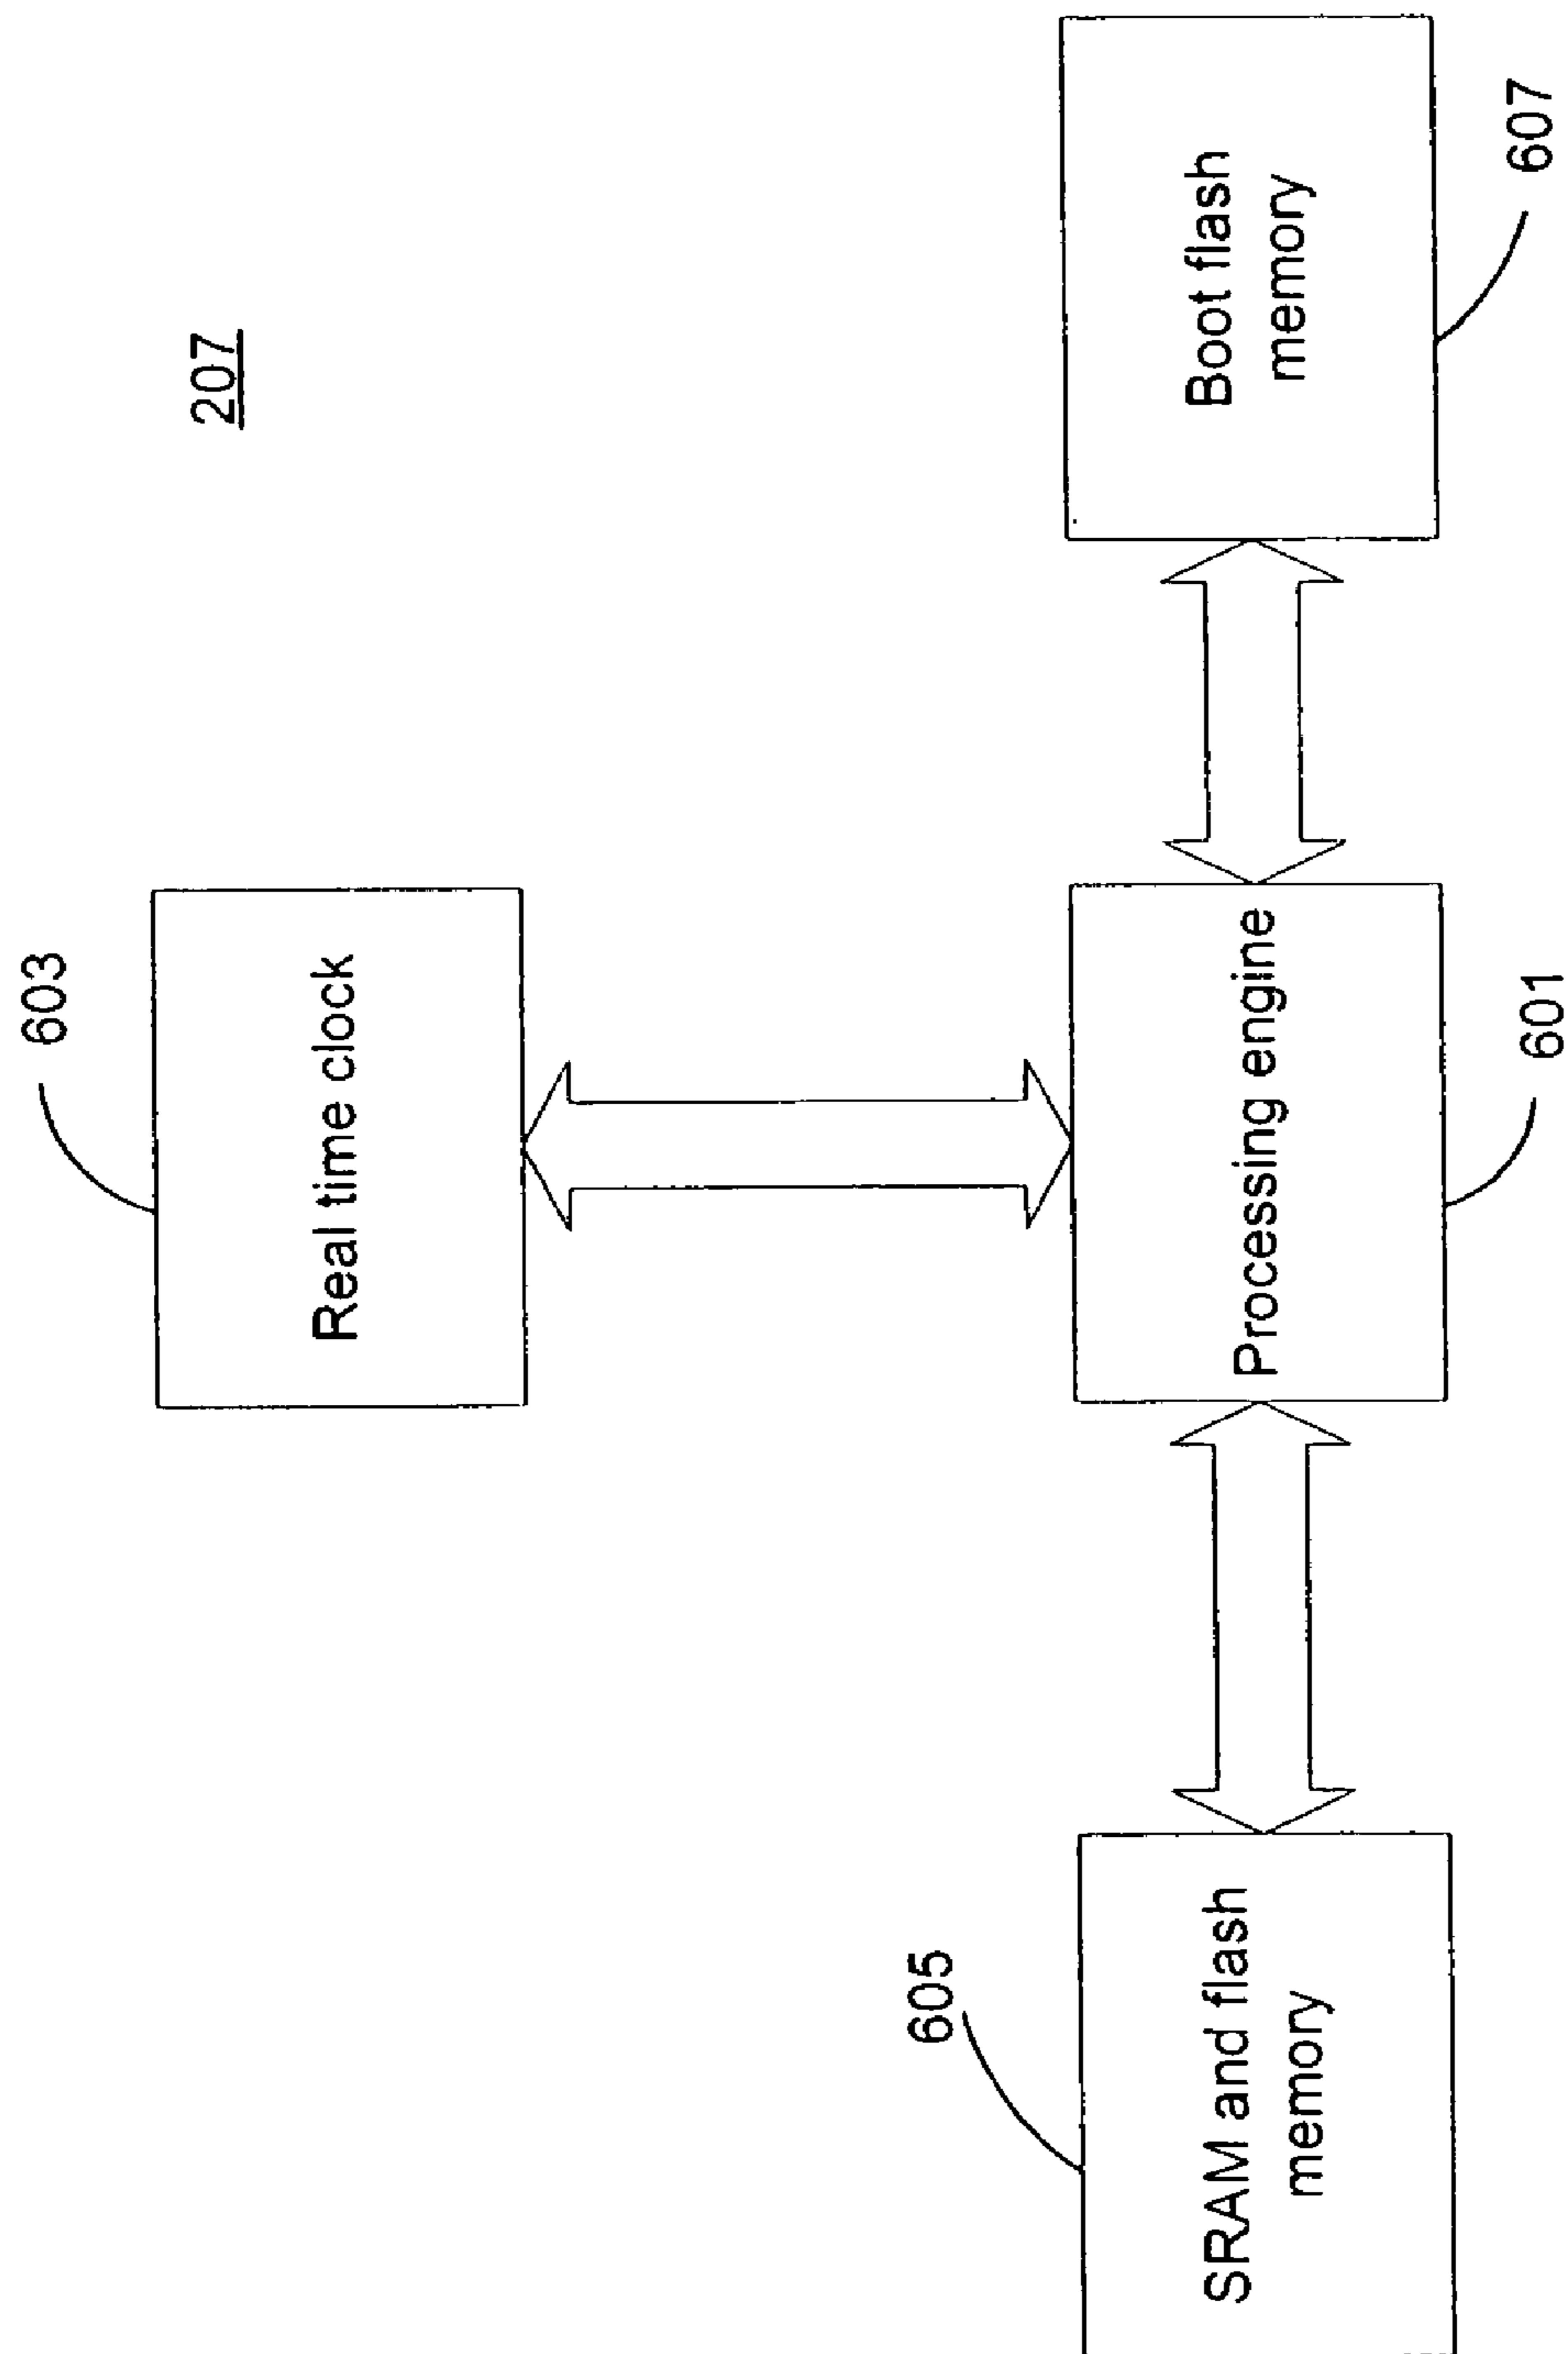 207
603
Real time clock
605
SRAM and flash
memory
Processing engine
601
Boot flash
memory
607